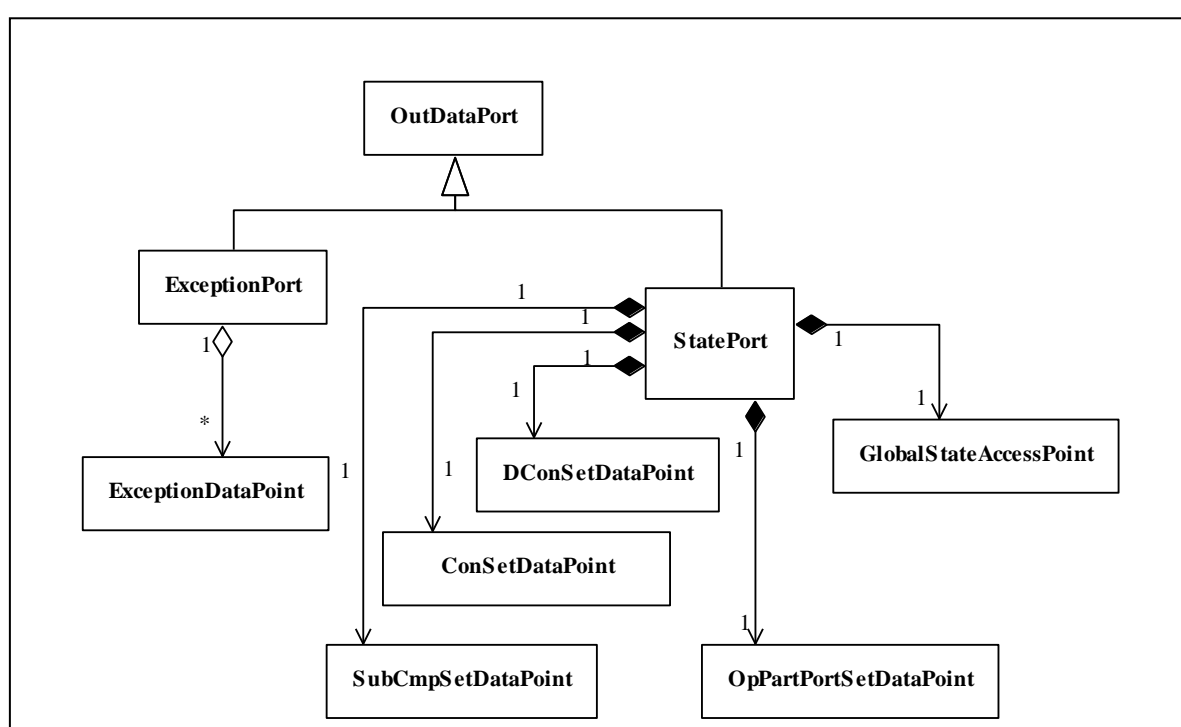 OutDataPort
ExceptionPort
1
1
StatePort
1
1
1
1
*
1
1
1
GlobalStateAccessPoint
ExceptionDataPoint
1
1
DConSetDataPoint
ConSetDataPoint
1
SubCmpSetDataPoint
OpPartPortSetDataPoint